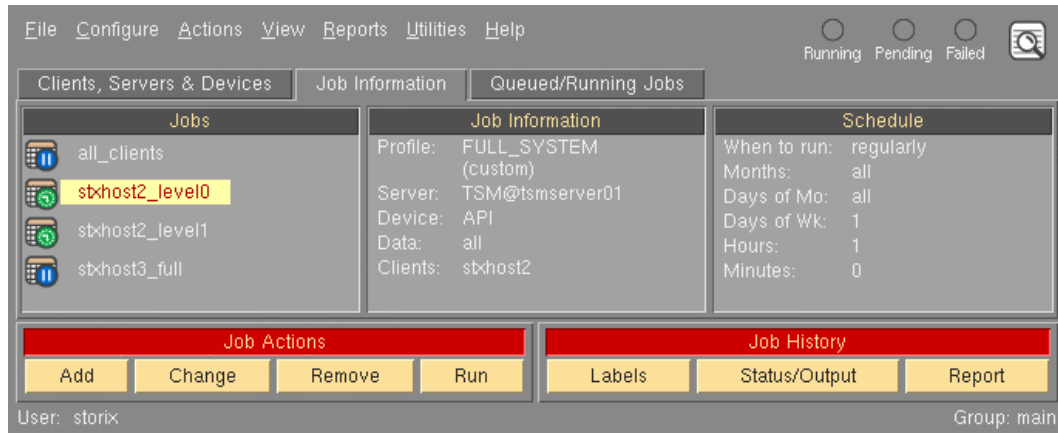 File Configure Actions View Reports Utilities Help
Running Pending Failed
Clients, Servers & Devices Job Information Queued/Running Jobs
Jobs
all_clients
stxhost2_level0
stxhost2_level1
stxhost3_full
Job Information
Profile: FULL_SYSTEM
(custom)
Server: TSM@tsmserver01
Device: API
Data: all
Clients: stxhost2
Schedule
When to run: regularly
Months: all
Days of Mo: all
Days of Wk: 1
Hours: 1
Minutes: 0
Job Actions
Add Change Remove Run
Job History
Labels Status/Output Report
User: storix
Group: main